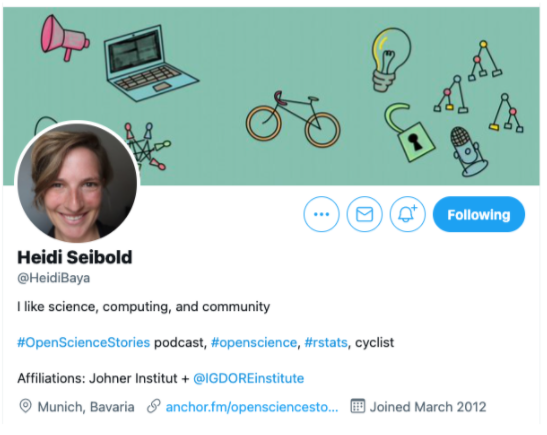 Following
Heidi Seibold
@HeidiBaya
I like science, computing, and community
#OpenScienceStories podcast, #openscience, #rstats, cyclist
Affiliations: Johner Institut + @IGDOREinstitute
Munich, Bavaria anchor.fm/opensciencesto... Joined March 2012